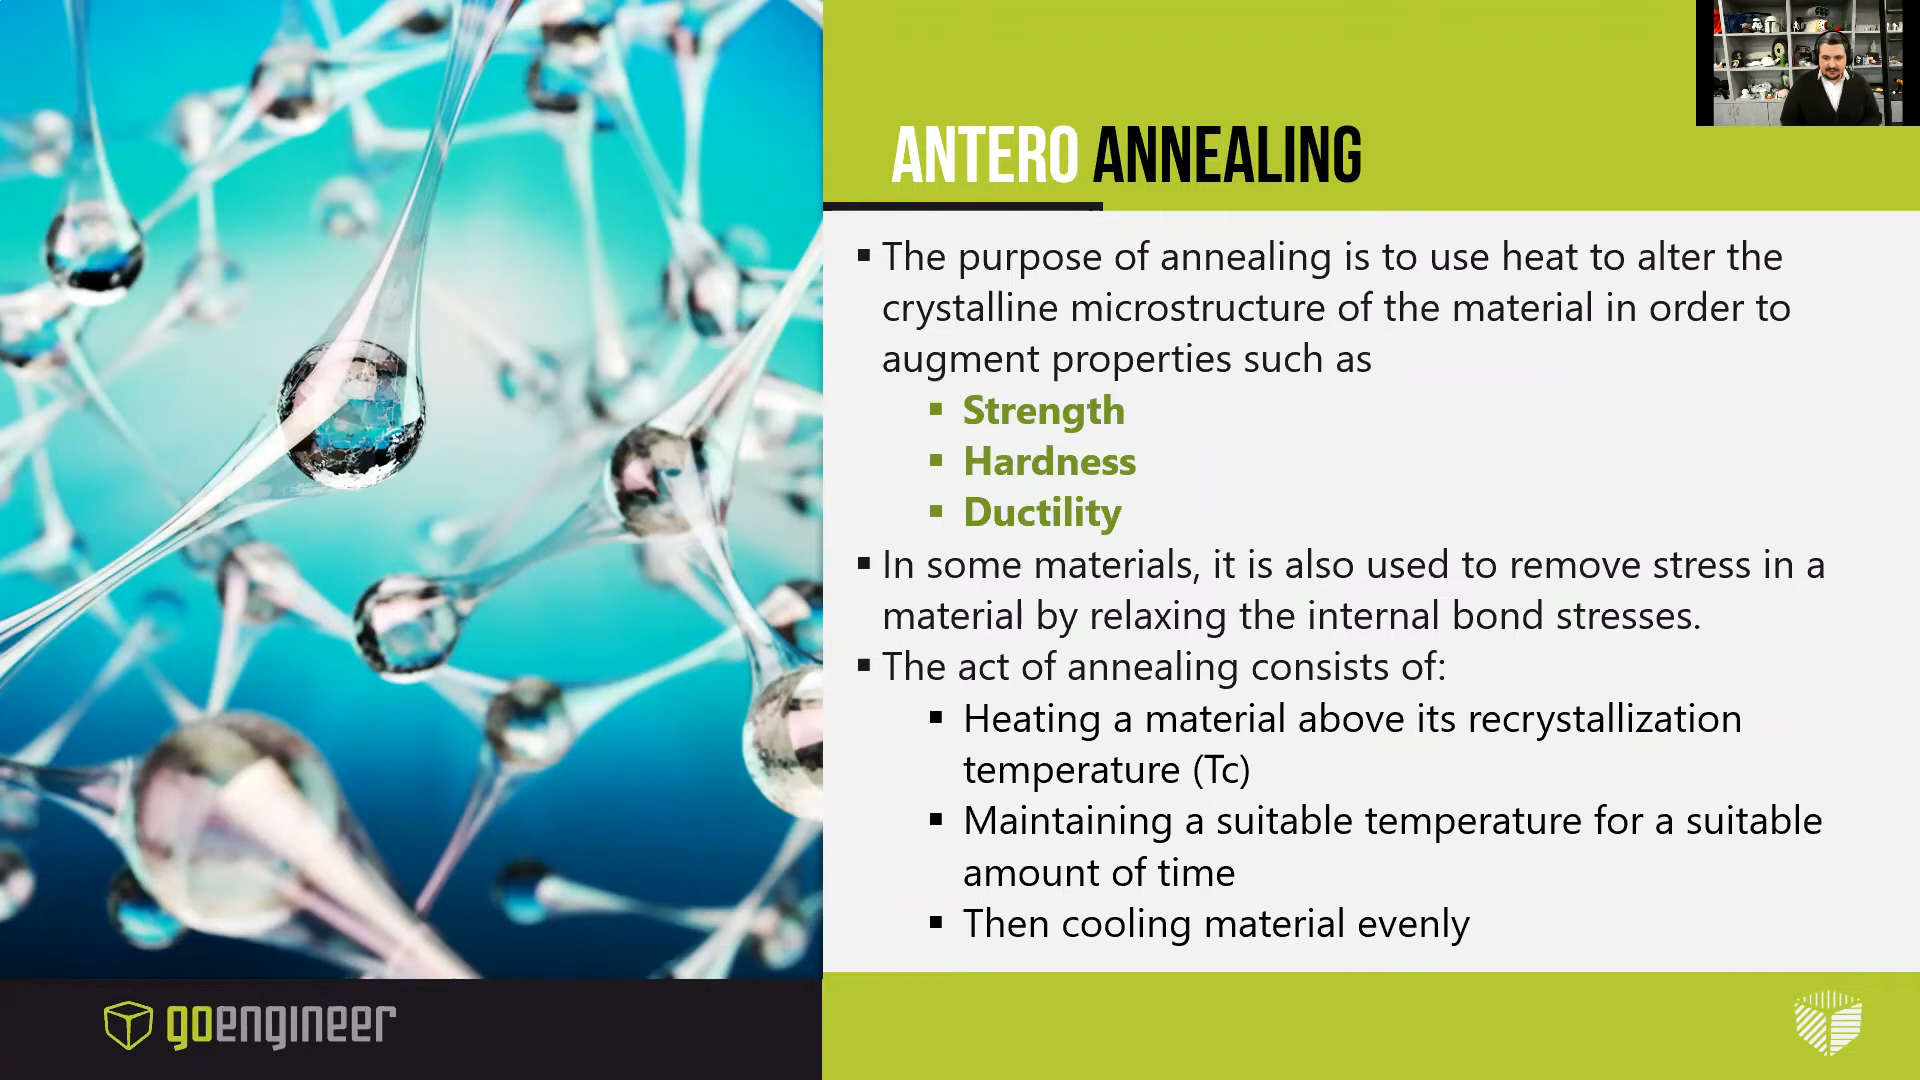 ANTERO ANNEALING
▪ The purpose of annealing is to use heat to alter the
crystalline microstructure of the material in order to
augment properties such as
▪ Strength
▪ Hardness
▪ Ductility
▪ In some materials, it is also used to remove stress in a
material by relaxing the internal bond stresses.
▪ The act of annealing consists of:
▪ Heating a material above its recrystallization
temperature (Tc)
▪ Maintaining a suitable temperature for a suitable
amount of time
▪ Then cooling material evenly
goengineer